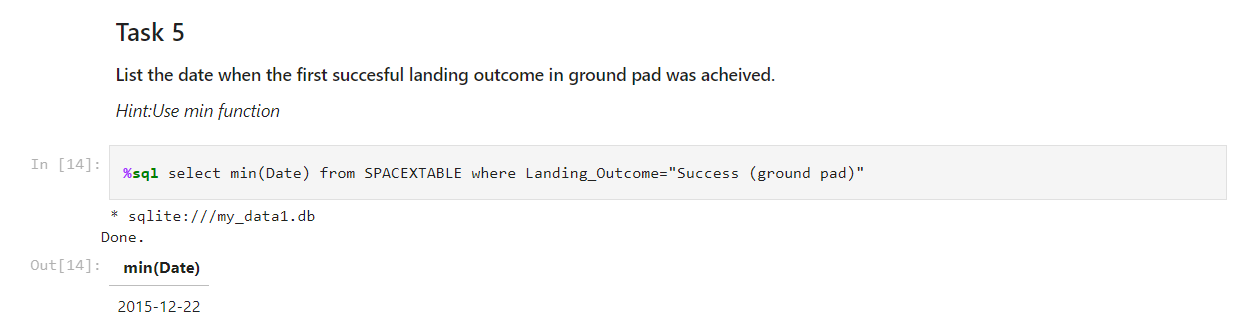 Task 5
List the date when the first succesful landing outcome in ground pad was acheived.
Hint:Use min function
In [14]: %sql select min(Date) from SPACEXTABLE where Landing_Outcome="Success (ground pad)"
* sqlite:///my_data1.db
Done.
Out[14]: min(Date)
2015-12-22